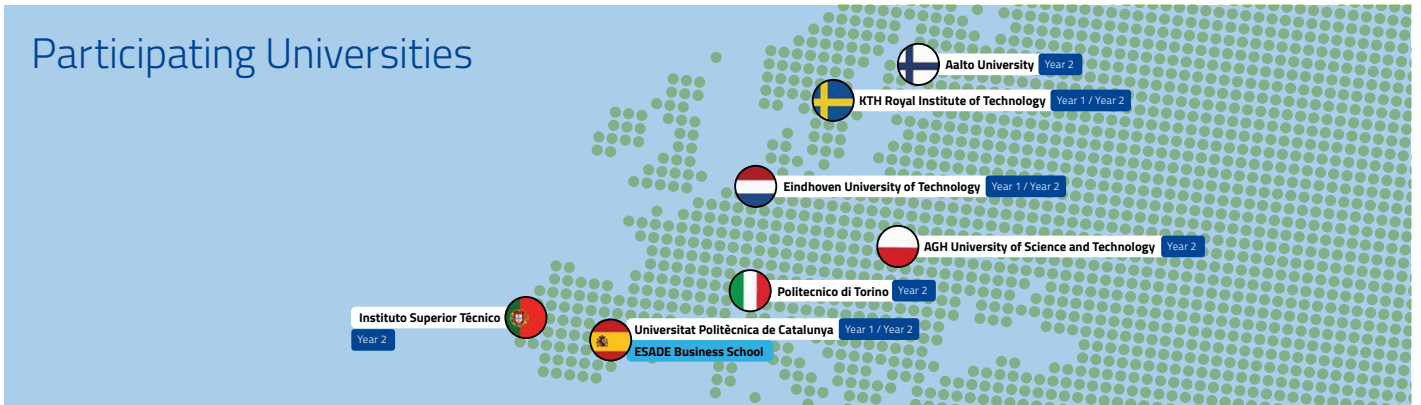 Participating Universities
Aalto University Year 2
KTH Royal Institute of Technology Year 1 / Year 2
Eindhoven University of Technology Year 1 / Year 2
AGH University of Science and Technology Year 2
Politecnico di Torino Year 2
Instituto Superior Técnico
Year 2
Universitat Politècnica de Catalunya Year 1 / Year 2
ESADE Business School